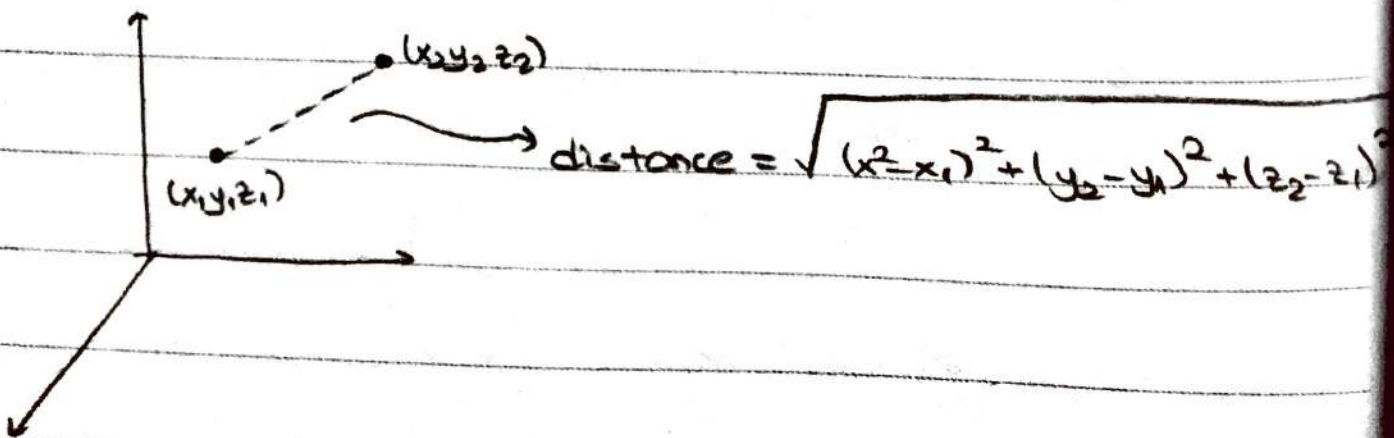 (x₂y₂z₂)
distance = √(x²-x₁)² + (y₂-y₁)² + (z₂-z₁)²
(x₁y₁z₁)